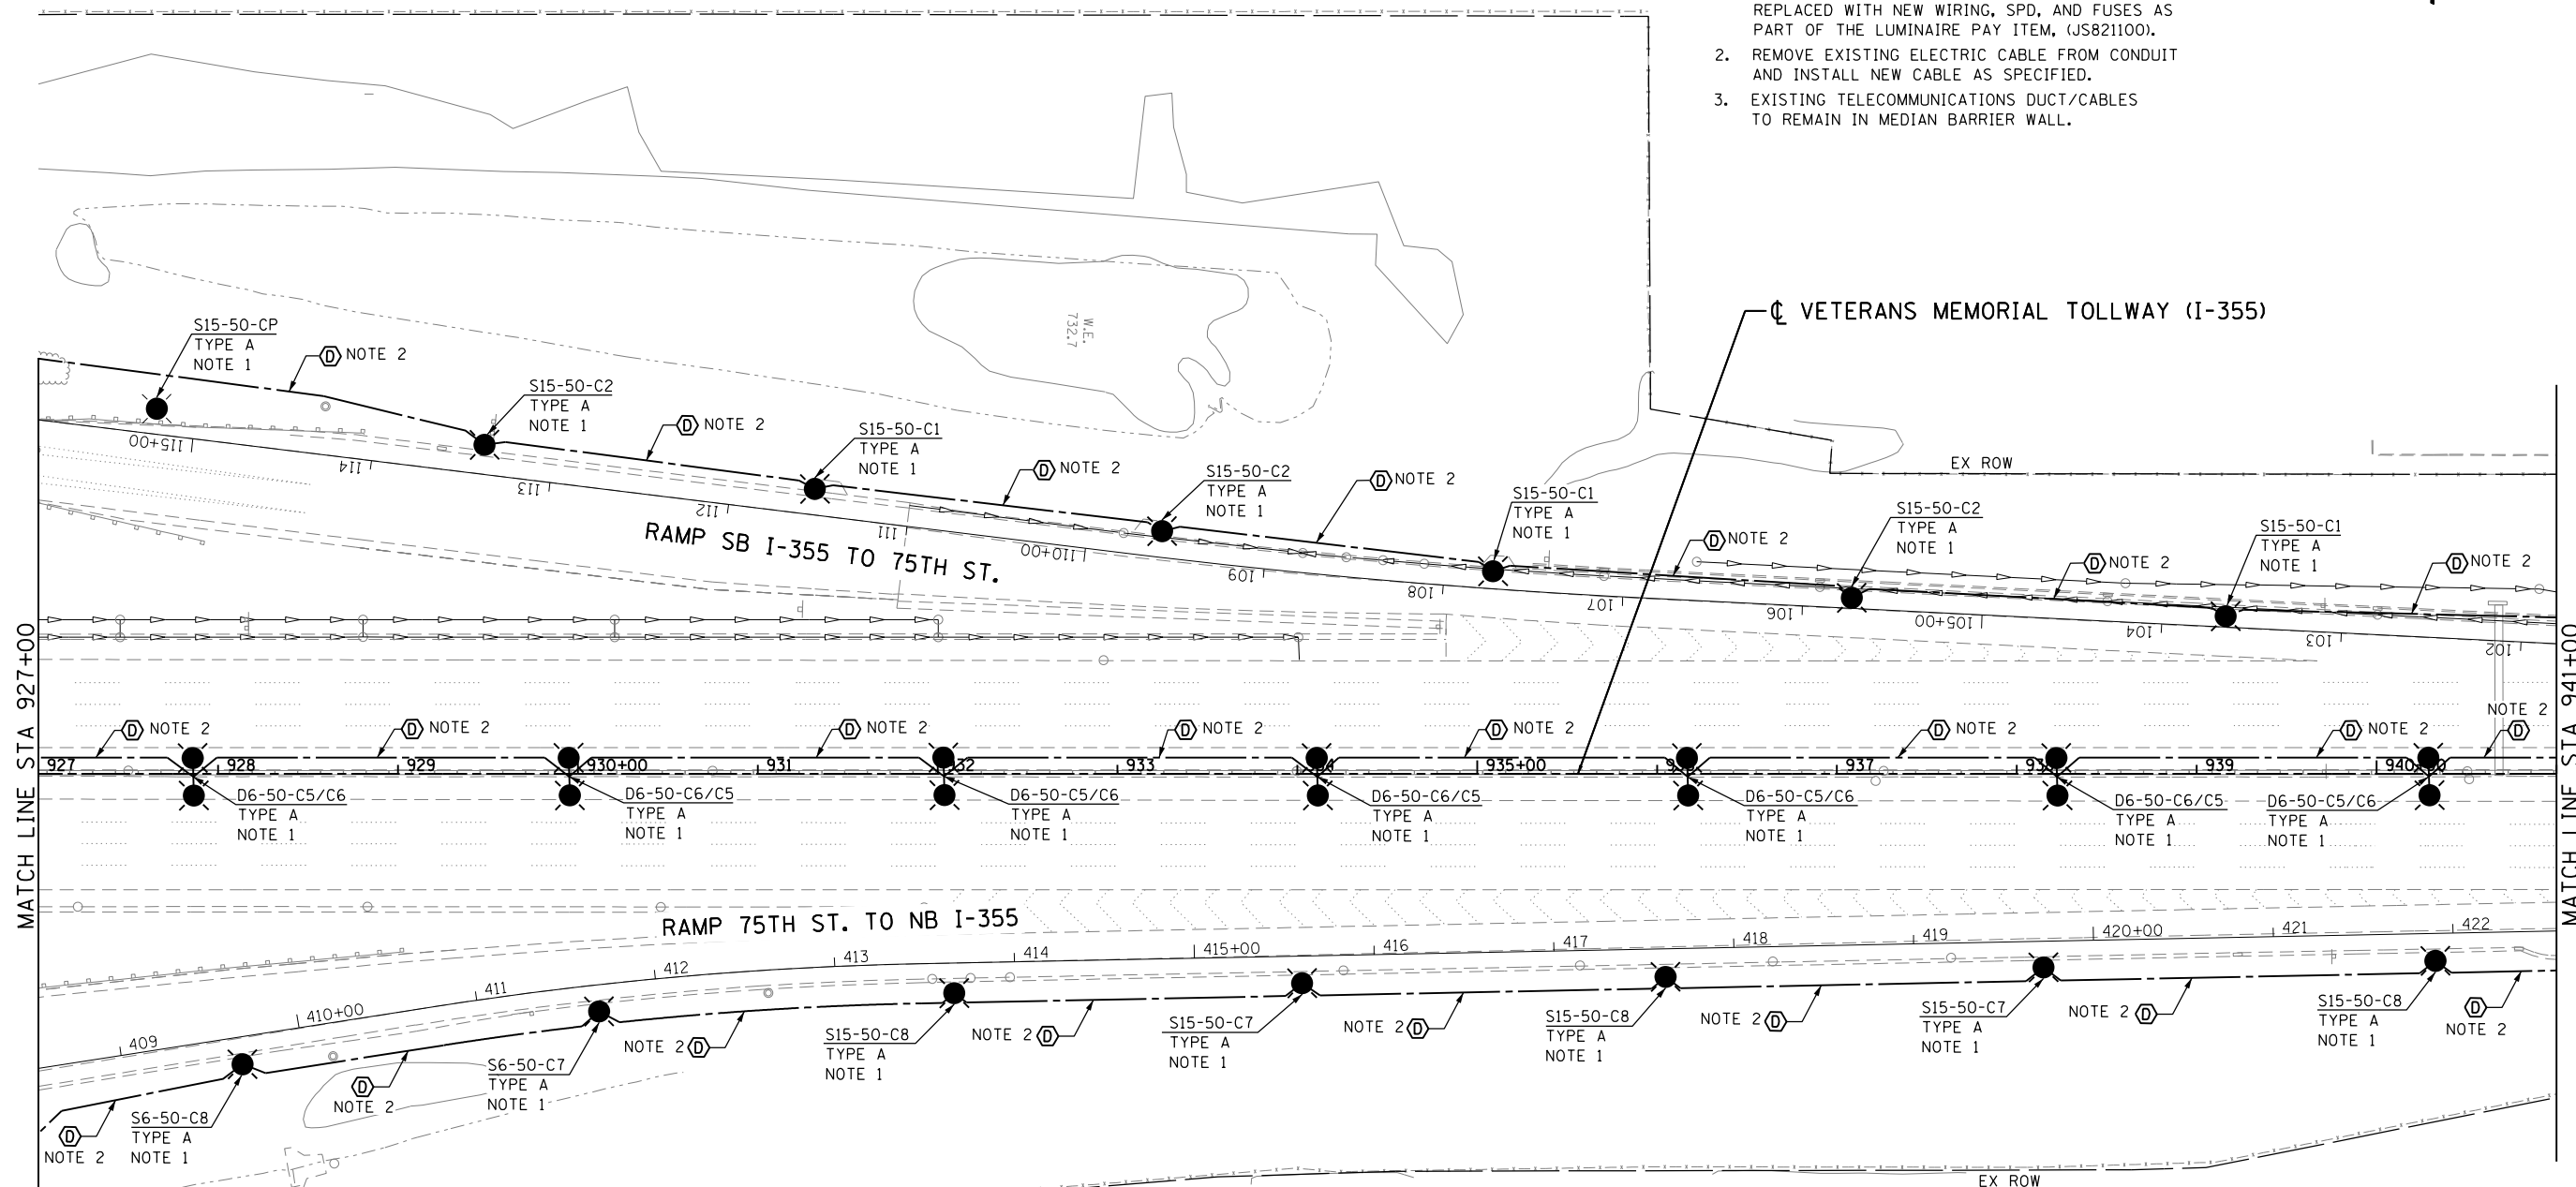 REPLACED WITH NEW WIRING, SPD, AND FUSES AS
PART OF THE LUMINAIRE PAY ITEM, (JS821100).
2. REMOVE EXISTING ELECTRIC CABLE FROM CONDUIT
AND INSTALL NEW CABLE AS SPECIFIED.
3. EXISTING TELECOMMUNICATIONS DUCT/CABLES
TO REMAIN IN MEDIAN BARRIER WALL.
W.E.
732.7
℄ VETERANS MEMORIAL TOLLWAY (I-355)
S15-50-CP
TYPE A
NOTE 1
D NOTE 2
S15-50-C2
TYPE A
NOTE 1
D NOTE 2
S15-50-C1
TYPE A
NOTE 1
D NOTE 2
S15-50-C2
TYPE A
NOTE 1
D NOTE 2
S15-50-C1
TYPE A
NOTE 1
D NOTE 2
S15-50-C2
TYPE A
NOTE 1
D NOTE 2
S15-50-C1
TYPE A
NOTE 1
D NOTE 2
EX ROW
115+00
114
113
112
111
110+00
109
108
107
106
105+00
104
103
102
RAMP SB I-355 TO 75TH ST.
MATCH LINE STA 927+00
MATCH LINE STA 941+00
D NOTE 2
D NOTE 2
D NOTE 2
D NOTE 2
D NOTE 2
D NOTE 2
D NOTE 2
NOTE 2
D
927
928
929
930+00
931
933
935+00
937
939
D6-50-C5/C6
TYPE A
NOTE 1
D6-50-C6/C5
TYPE A
NOTE 1
D6-50-C5/C6
TYPE A
NOTE 1
D6-50-C6/C5
TYPE A
NOTE 1
D6-50-C5/C6
TYPE A
NOTE 1
D6-50-C6/C5
TYPE A
NOTE 1
D6-50-C5/C6
TYPE A
NOTE 1
RAMP 75TH ST. TO NB I-355
409
410+00
411
412
413
414
415+00
416
417
418
419
420+00
421
422
D
NOTE 2
S6-50-C8
TYPE A
NOTE 1
D
NOTE 2
S6-50-C7
TYPE A
NOTE 1
NOTE 2 D
S15-50-C8
TYPE A
NOTE 1
NOTE 2 D
S15-50-C7
TYPE A
NOTE 1
NOTE 2 D
S15-50-C8
TYPE A
NOTE 1
NOTE 2 D
S15-50-C7
TYPE A
NOTE 1
NOTE 2 D
S15-50-C8
TYPE A
NOTE 1
D
NOTE 2
EX ROW